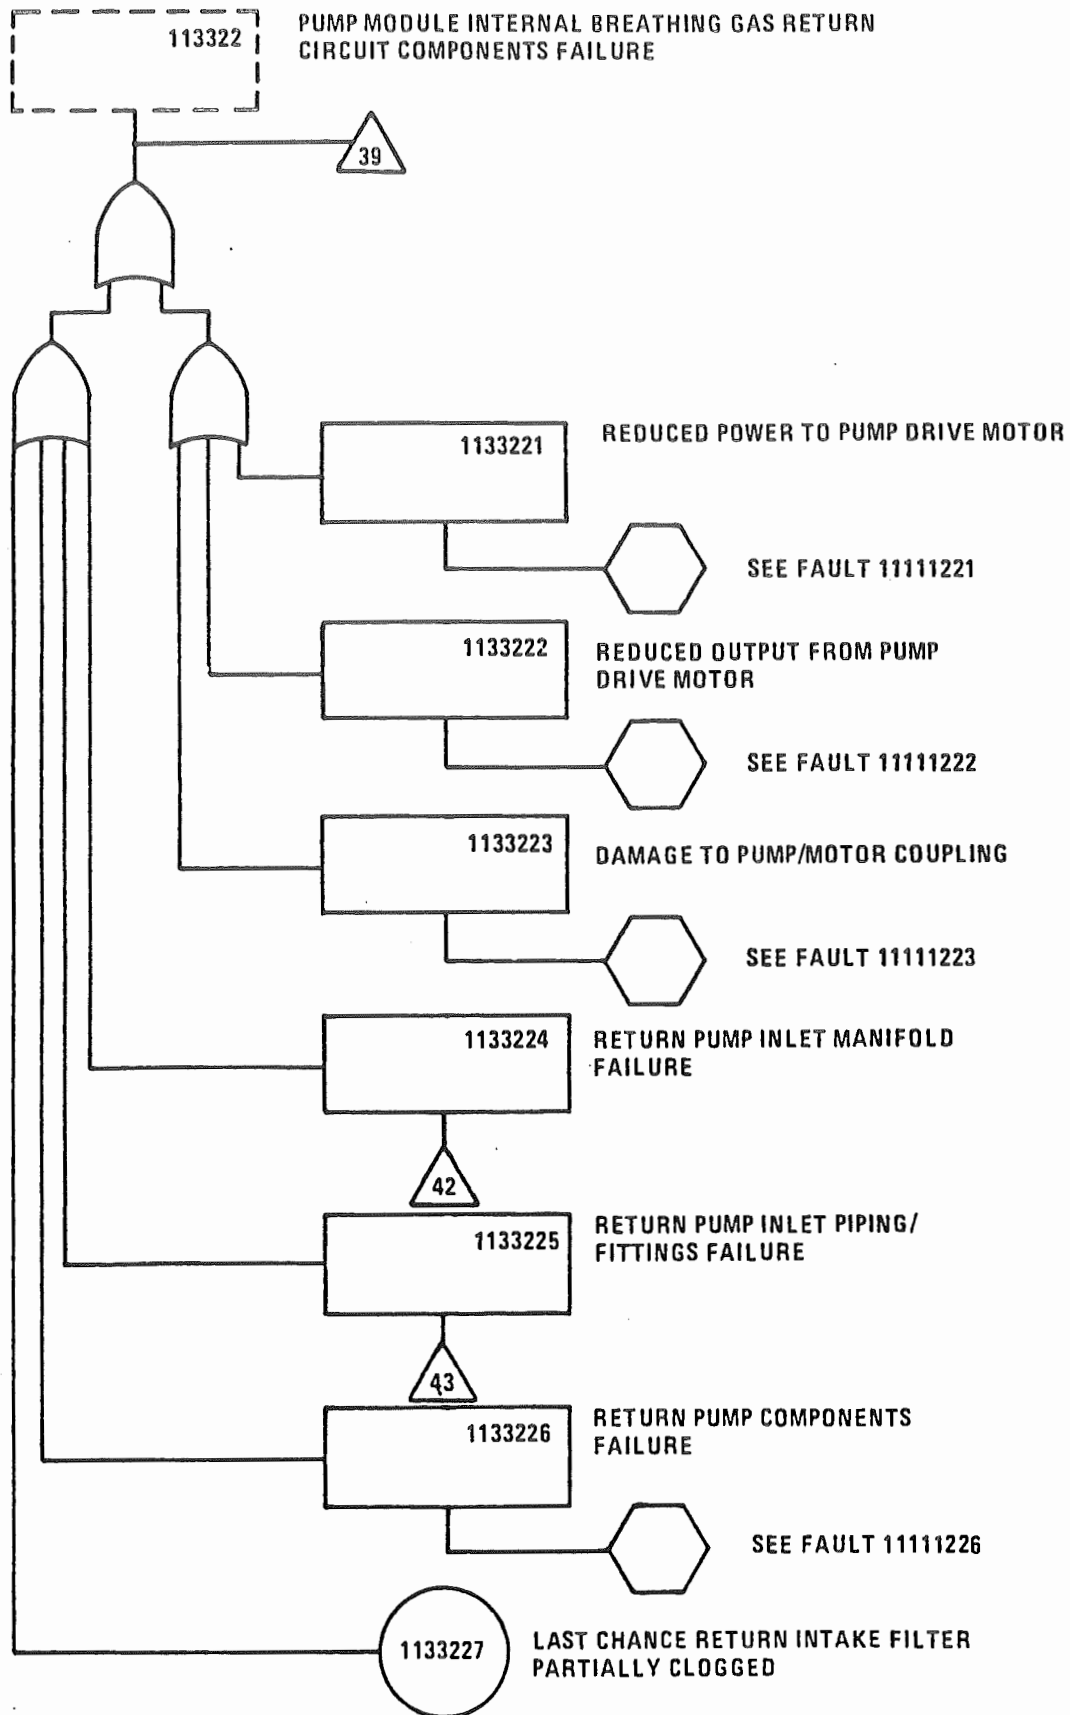 113322
PUMP MODULE INTERNAL BREATHING GAS RETURN
CIRCUIT COMPONENTS FAILURE
39
1133221
REDUCED POWER TO PUMP DRIVE MOTOR
SEE FAULT 11111221
1133222
REDUCED OUTPUT FROM PUMP
DRIVE MOTOR
SEE FAULT 11111222
1133223
DAMAGE TO PUMP/MOTOR COUPLING
SEE FAULT 11111223
1133224
RETURN PUMP INLET MANIFOLD
FAILURE
42
1133225
RETURN PUMP INLET PIPING/
FITTINGS FAILURE
43
1133226
RETURN PUMP COMPONENTS
FAILURE
SEE FAULT 11111226
1133227
LAST CHANCE RETURN INTAKE FILTER
PARTIALLY CLOGGED